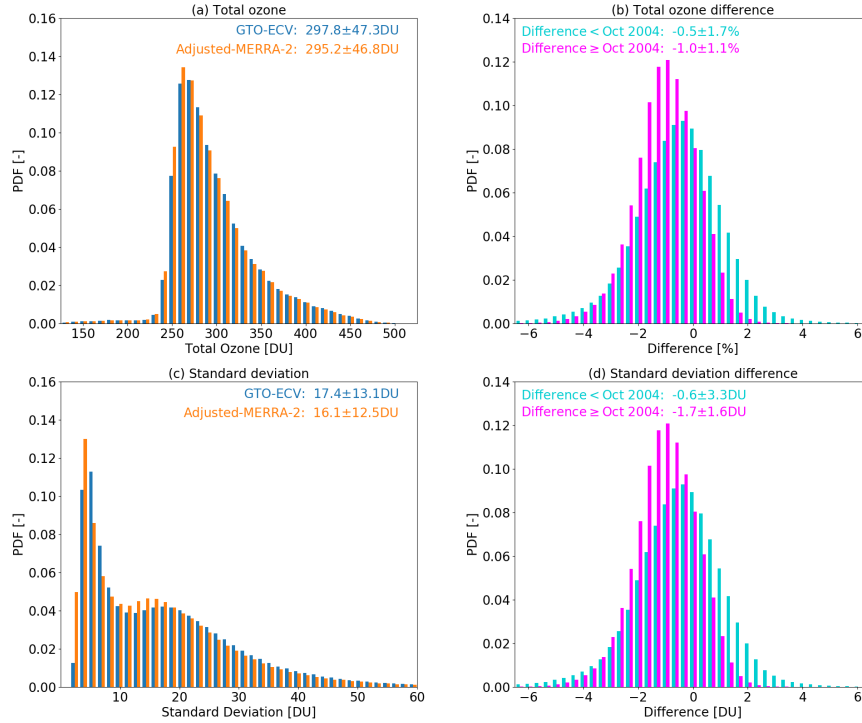 (a) Total ozone
GTO-ECV: 297.8±47.3DU
Adjusted-MERRA-2: 295.2±46.8DU
0.16
0.14
0.12
0.10
0.08
0.06
0.04
0.02
0.00
PDF [-]
150 200 250 300 350 400 450 500
Total Ozone [DU]
(b) Total ozone difference
Difference < Oct 2004: -0.5±1.7%
Difference ≥ Oct 2004: -1.0±1.1%
0.14
0.12
0.10
0.08
0.06
0.04
0.02
0.00
PDF [-]
−6 −4 −2 0 2 4 6
Difference [%]
(c) Standard deviation
GTO-ECV: 17.4±13.1DU
Adjusted-MERRA-2: 16.1±12.5DU
0.16
0.14
0.12
0.10
0.08
0.06
0.04
0.02
0.00
PDF [-]
10 20 30 40 50 60
Standard Deviation [DU]
(d) Standard deviation difference
Difference < Oct 2004: -0.6±3.3DU
Difference ≥ Oct 2004: -1.7±1.6DU
0.14
0.12
0.10
0.08
0.06
0.04
0.02
0.00
PDF [-]
−6 −4 −2 0 2 4 6
Difference [DU]